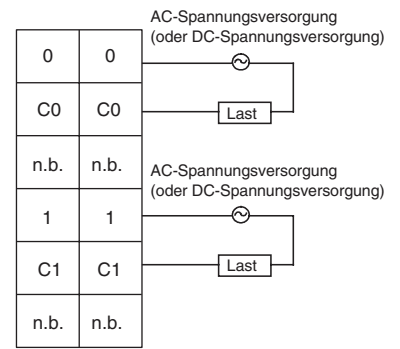 AC-Spannungsversorgung
(oder DC-Spannungsversorgung)
0 0
C0 C0
Last
n.b. n.b.
AC-Spannungsversorgung
(oder DC-Spannungsversorgung)
1 1
C1 C1
Last
n.b. n.b.